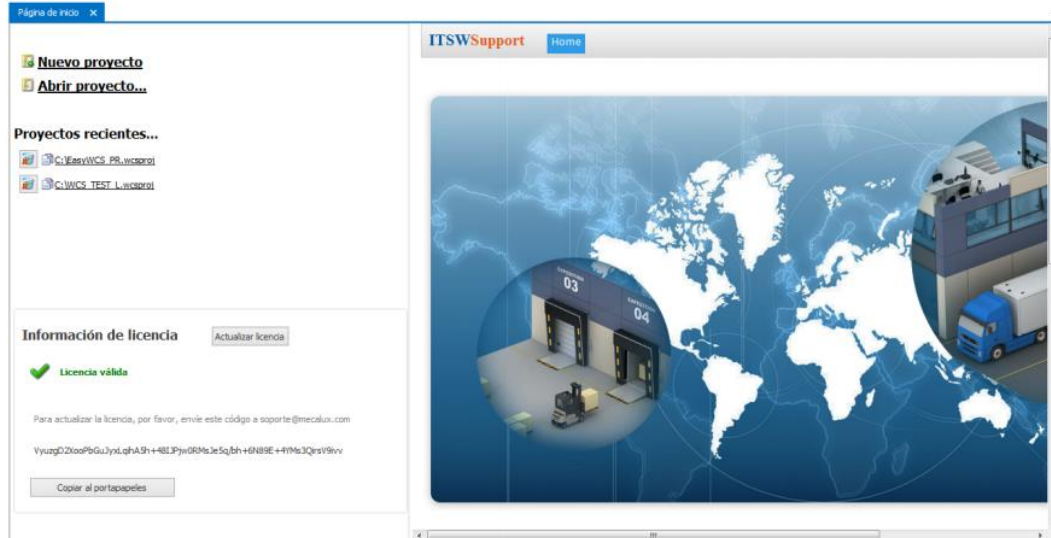 Página de inicio ×
Nuevo proyecto
Abrir proyecto...
Proyectos recientes...
C:\EasyWCS_PR.wcsproj
C:\WCS_TEST_L.wcsproj
Información de licencia
Actualizar licencia
Licencia válida
Para actualizar la licencia, por favor, envíe este código a soporte@mecalux.com
Copiar al portapapeles
ITSWSupport
Home
EXPEDITION
03
04